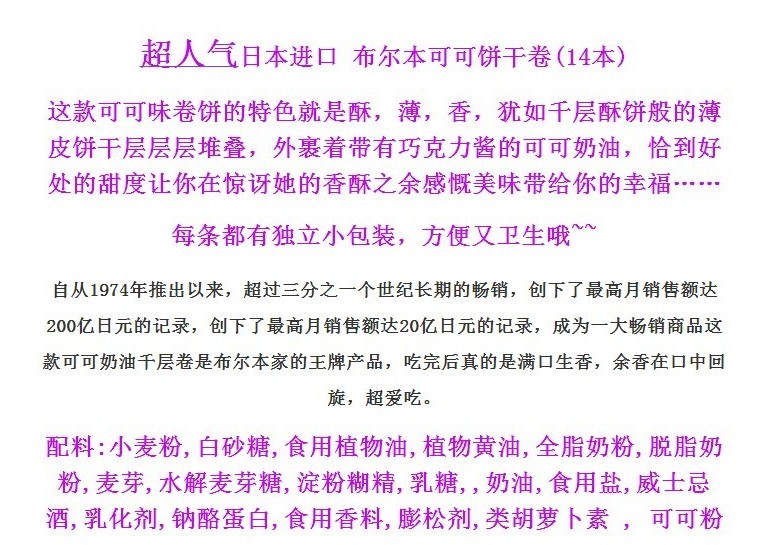 超人气日本进口 布尔本可可饼干卷(14本)
这款可可味卷饼的特色就是酥，薄，香，犹如千层酥饼般的薄
皮饼干层层层堆叠，外裹着带有巧克力酱的可可奶油，恰到好
处的甜度让你在惊讶她的香酥之余感慨美味带给你的幸福……
每条都有独立小包装，方便又卫生哦~~
自从1974年推出以来，超过三分之一个世纪长期的畅销，创下了最高月销售额达
200亿日元的记录，创下了最高月销售额达20亿日元的记录，成为一大畅销商品这
款可可奶油千层卷是布尔本家的王牌产品，吃完后真的是满口生香，余香在口中回
旋，超爱吃。
配料:小麦粉,白砂糖,食用植物油,植物黄油,全脂奶粉,脱脂奶
粉,麦芽,水解麦芽糖,淀粉糊精,乳糖,,奶油,食用盐,威士忌
酒,乳化剂,钠酪蛋白,食用香料,膨松剂,类胡萝卜素 , 可可粉